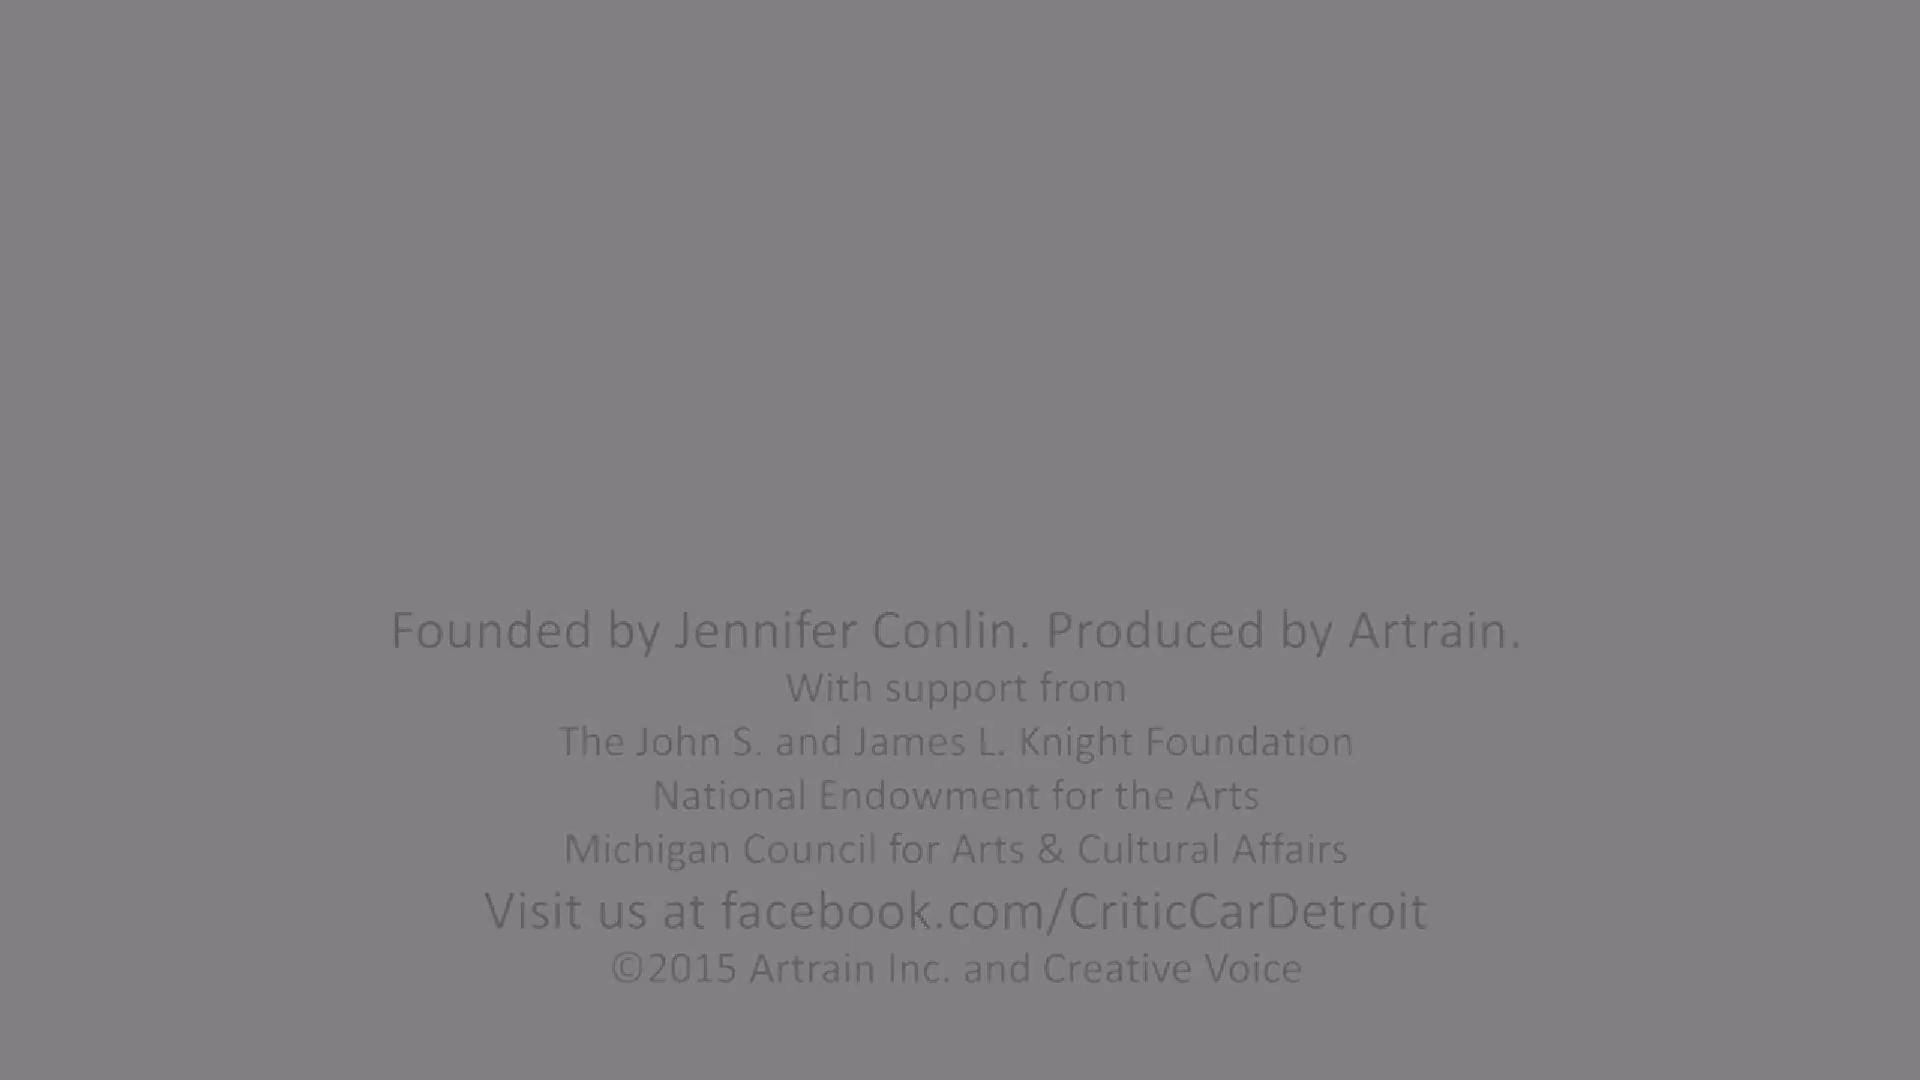 Founded by Jennifer Conlin. Produced by Artrain.
With support from
The John S. and James L. Knight Foundation
National Endowment for the Arts
Michigan Council for Arts & Cultural Affairs
Visit us at facebook.com/CriticCarDetroit
©2015 Artrain Inc. and Creative Voice